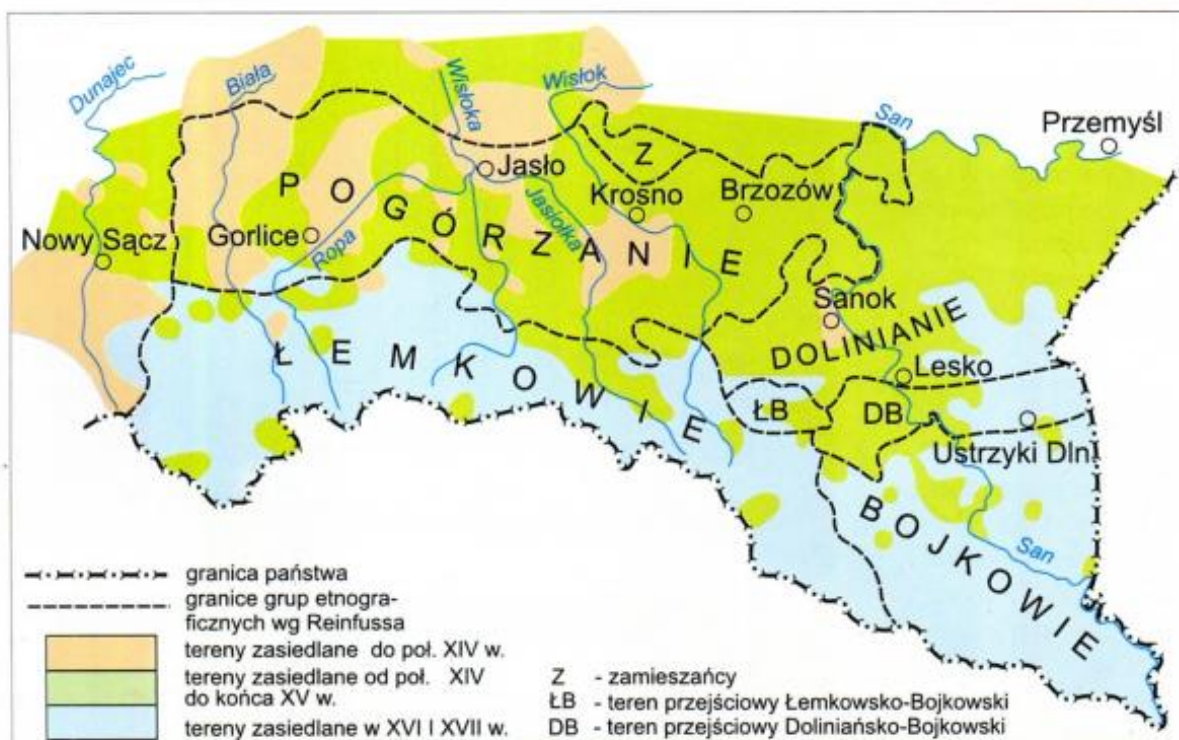 Dunajec
Biała
Wisłoka
Wisłok
San
Przemyśl
Z
Jasło
Krosno
Brzozów
POGÓRZANIE
Jasiołka
Nowy Sącz
Gorlice
Ropa
Sanok
DOLINIANIE
ŁEMKOWIE
Lesko
ŁB
DB
Ustrzyki Dln.
BOJKOWIE
San
granica państwa
granice grup etnogra-
ficznych wg Reinfussa
tereny zasiedlane do poł. XIV w.
tereny zasiedlane od poł. XIV
do końca XV w.
tereny zasiedlane w XVI I XVII w.
Z - zamieszańcy
ŁB - teren przejściowy Łemkowsko-Bojkowski
DB - teren przejściowy Doliniańsko-Bojkowski